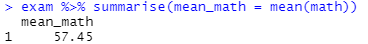 > exam %>% summarise(mean_math = mean(math))
  mean_math
1     57.45